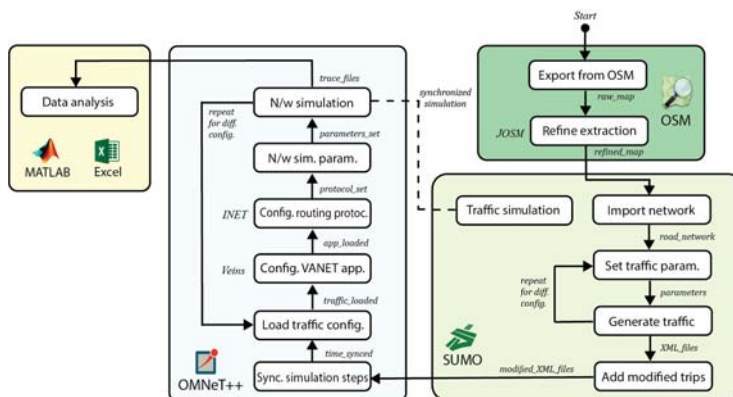 Start
Export from OSM
raw_map
JOSM
Refine extraction
refined_map
OSM
Import network
road_network
Set traffic param.
repeat
for diff.
config.
parameters
Generate traffic
XML_files
Add modified trips
modified_XML_files
SUMO
Traffic simulation
synchronized
simulation
Sync. simulation steps
time_synced
Load traffic config.
traffic_loaded
Veins
Config. VANET app.
app_loaded
INET
Config. routing protoc.
protocol_set
N/w sim. param.
parameters_set
N/w simulation
repeat
for diff.
config.
trace_files
OMNeT++
Data analysis
MATLAB
Excel